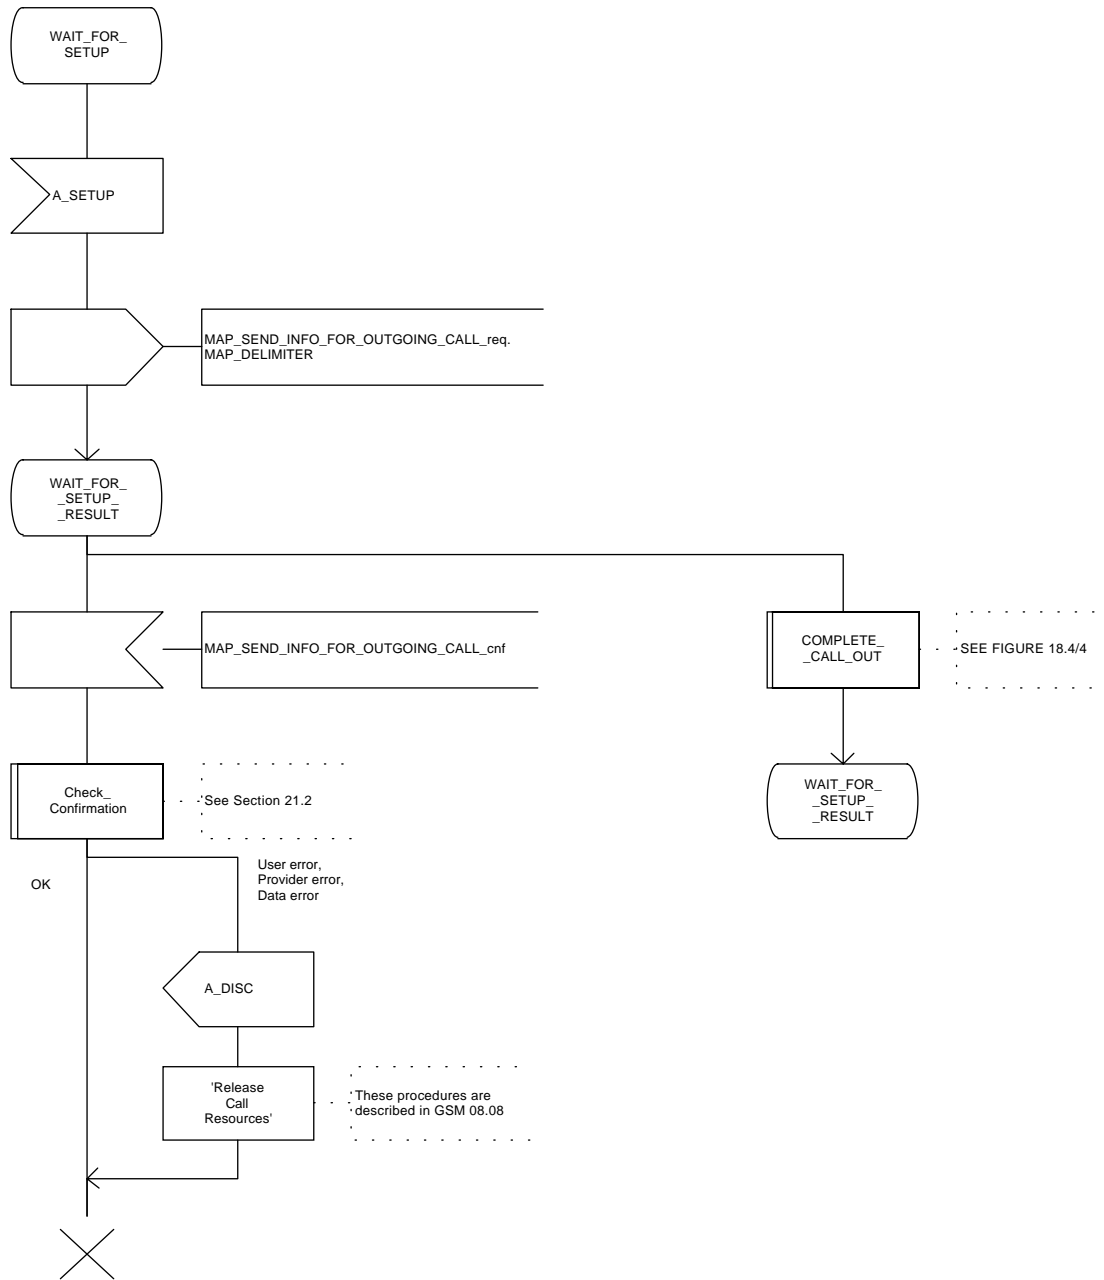 WAIT_FOR_
SETUP
A_SETUP
MAP_SEND_INFO_FOR_OUTGOING_CALL_req.
MAP_DELIMITER
WAIT_FOR_
_SETUP_
_RESULT
MAP_SEND_INFO_FOR_OUTGOING_CALL_cnf
COMPLETE_
_CALL_OUT
SEE FIGURE 18.4/4
Check_
Confirmation
See Section 21.2
WAIT_FOR_
_SETUP_
_RESULT
OK
User error,
Provider error,
Data error
A_DISC
'Release
Call
Resources'
These procedures are
described in GSM 08.08